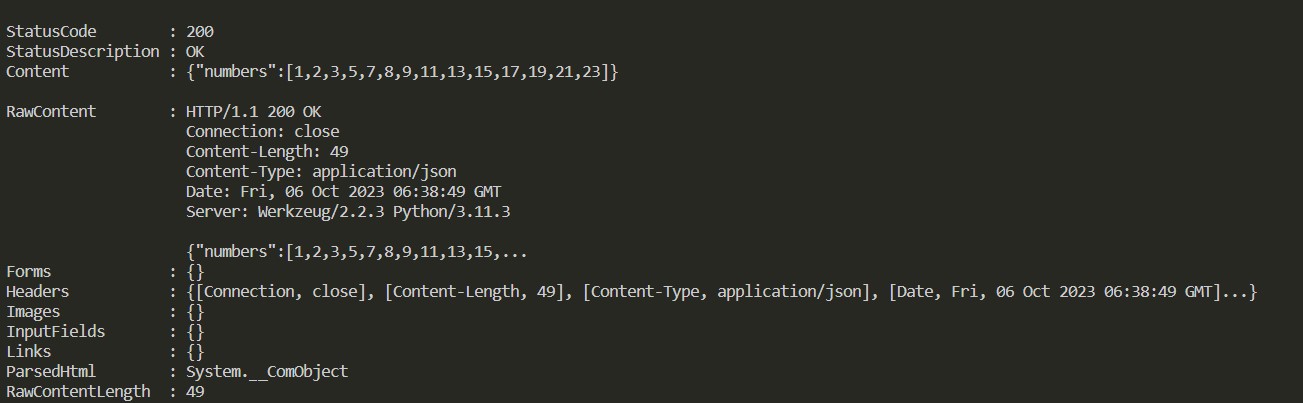 StatusCode        : 200
StatusDescription : OK
Content           : {"numbers":[1,2,3,5,7,8,9,11,13,15,17,19,21,23]}
RawContent        : HTTP/1.1 200 OK
                    Connection: close
                    Content-Length: 49
                    Content-Type: application/json
                    Date: Fri, 06 Oct 2023 06:38:49 GMT
                    Server: Werkzeug/2.2.3 Python/3.11.3
                    {"numbers":[1,2,3,5,7,8,9,11,13,15,...
Forms             : {}
Headers           : {[Connection, close], [Content-Length, 49], [Content-Type, application/json], [Date, Fri, 06 Oct 2023 06:38:49 GMT]...}
Images            : {}
InputFields       : {}
Links             : {}
ParsedHtml        : System.__ComObject
RawContentLength  : 49